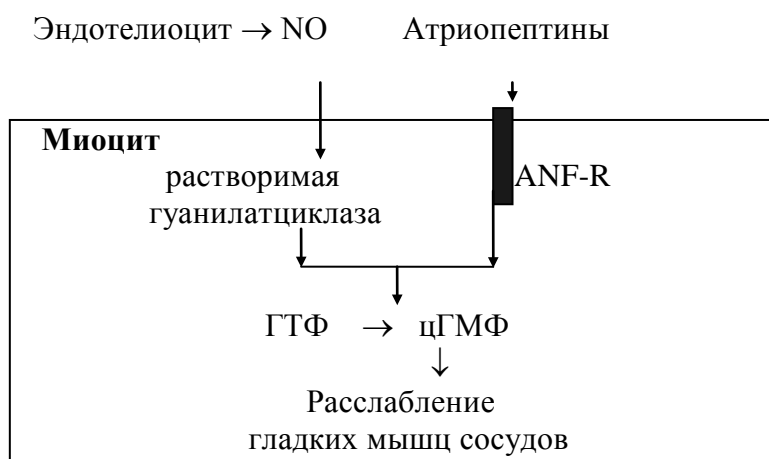 Эндотелиоцит → NO Атриопептины
Миоцит
растворимая
гуанилатциклаза
ANF-R
ГТФ → цГМФ
↓
Расслабление
гладких мышц сосудов